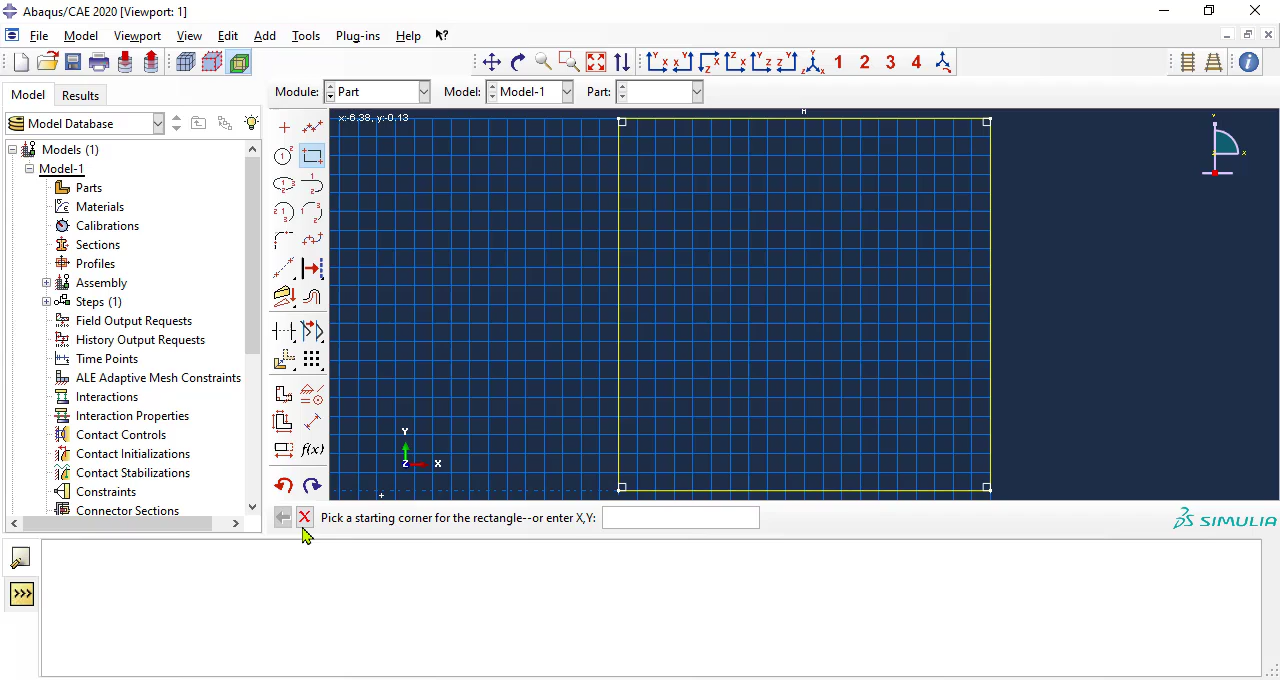 Abaqus/CAE 2020 [Viewport: 1]
File Model Viewport View Edit Add Tools Plug-ins Help
1 2 3 4
Model Results
Module: Part Model: Model-1 Part:
Model Database
x:-6.38, y:-0.13
H
Models (1)
Model-1
Parts
Materials
Calibrations
Sections
Profiles
Assembly
Steps (1)
Field Output Requests
History Output Requests
Time Points
ALE Adaptive Mesh Constraints
Interactions
Interaction Properties
Contact Controls
Contact Initializations
Contact Stabilizations
Constraints
Connector Sections
f(x)
Y
Z X
Pick a starting corner for the rectangle--or enter X,Y:
SIMULIA
>>>